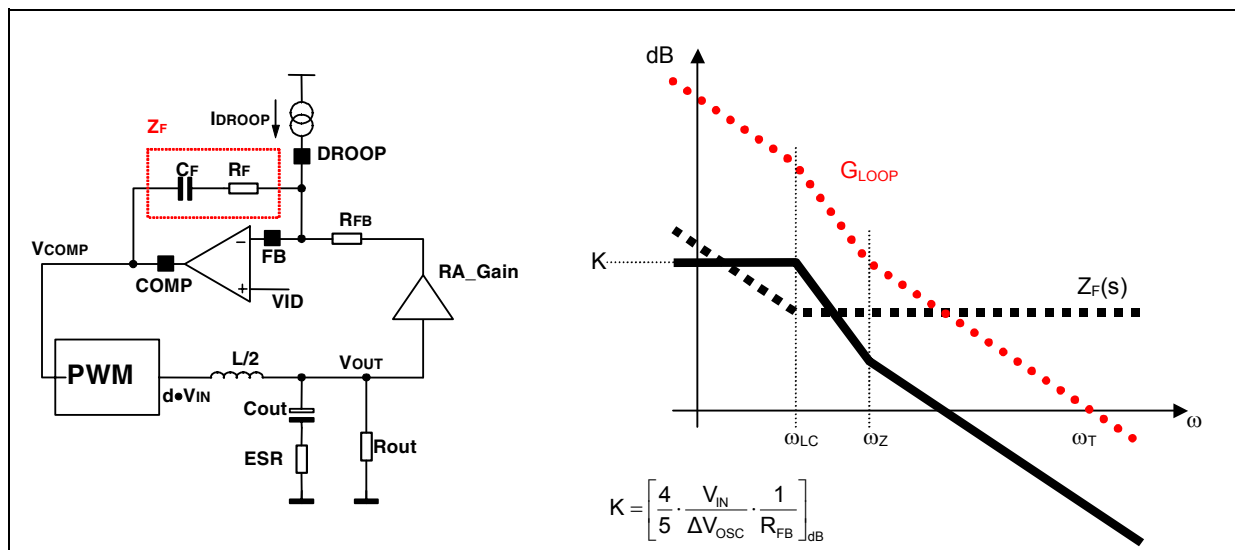 IDROOP
ZF
DROOP
CF
RF
RFB
VCOMP
FB
COMP
RA_Gain
VID
PWM
L/2
VOUT
d•VIN
Cout
ESR
Rout
dB
GLOOP
K
ZF(s)
ωLC
ωZ
ωT
ω
K = [4/5 · VIN/ΔVOSC · 1/RFB]dB